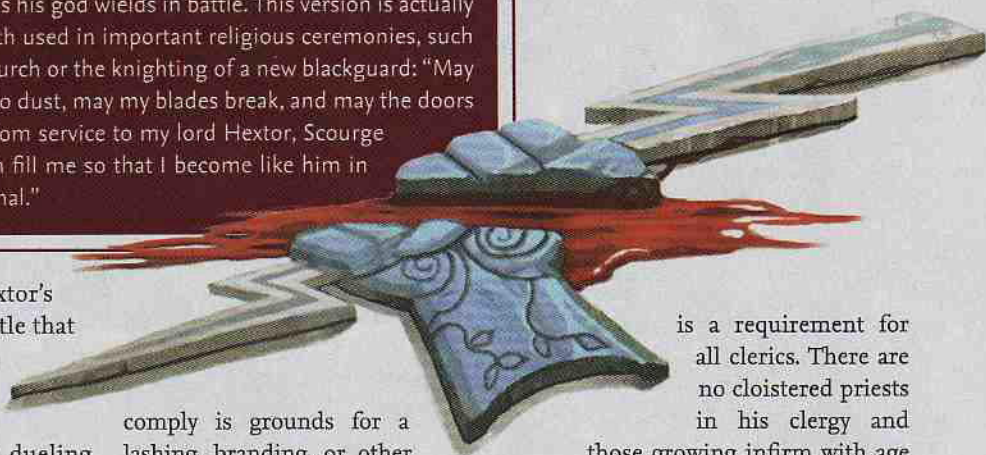 s his god wields in battle. This version is actually
th used in important religious ceremonies, such
urch or the knighting of a new blackguard: “May
o dust, may my blades break, and may the doors
om service to my lord Hextor, Scourge
n fill me so that I become like him in
nal.”
xtor's
tle that
comply is grounds for a
dueling
lashing branding or other
is a requirement for
all clerics. There are
no cloistered priests
in his clergy and
those growing infirm with age